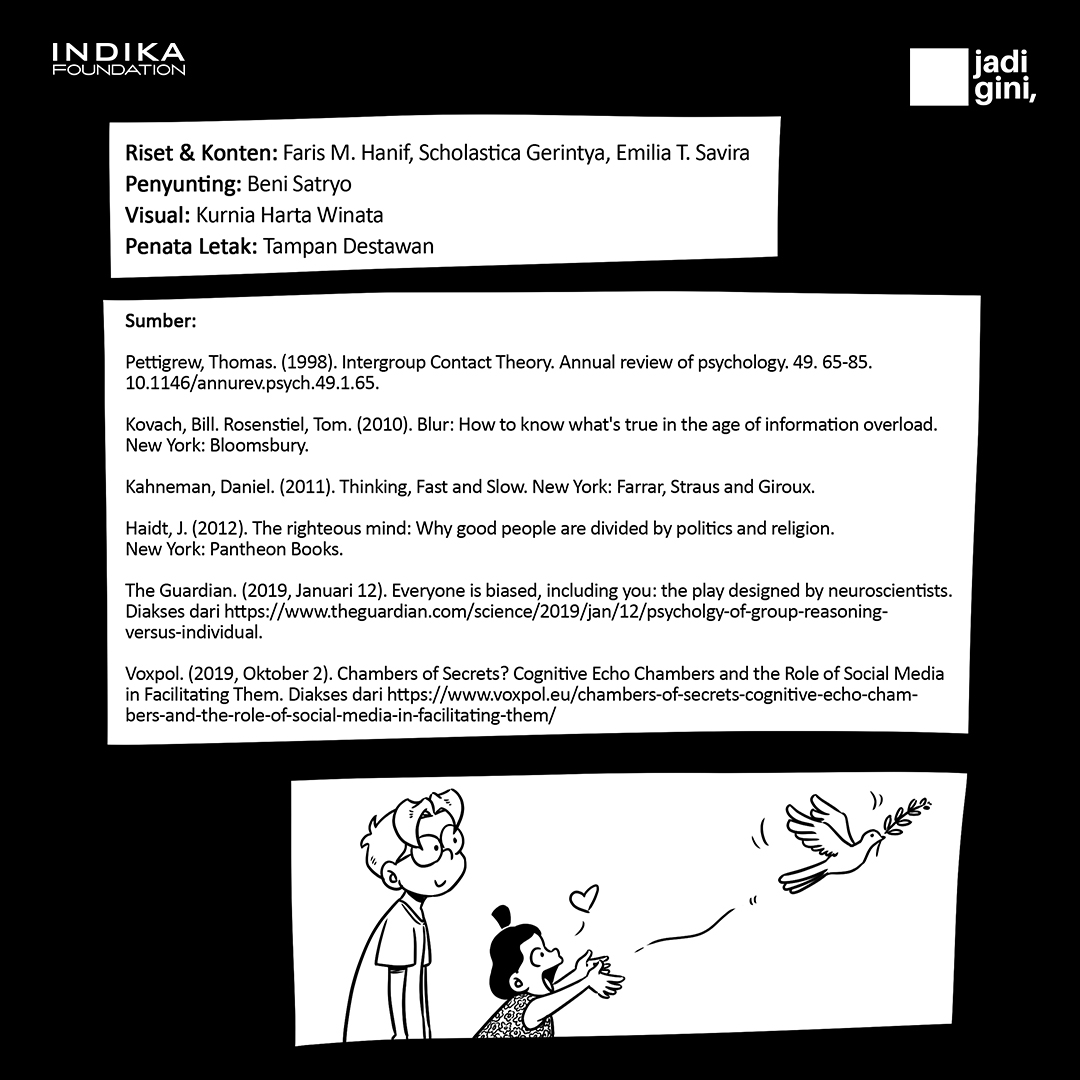 INDIKA
FOUNDATION
jadi
gini,
Riset & Konten: Faris M. Hanif, Scholastica Gerintya, Emilia T. Savira
Penyunting: Beni Satryo
Visual: Kurnia Harta Winata
Penata Letak: Tampan Destawan
Sumber:
Pettigrew, Thomas. (1998). Intergroup Contact Theory. Annual review of psychology. 49. 65-85.
10.1146/annurev.psych.49.1.65.
Kovach, Bill. Rosenstiel, Tom. (2010). Blur: How to know what's true in the age of information overload.
New York: Bloomsbury.
Kahneman, Daniel. (2011). Thinking, Fast and Slow. New York: Farrar, Straus and Giroux.
Haidt, J. (2012). The righteous mind: Why good people are divided by politics and religion.
New York: Pantheon Books.
The Guardian. (2019, Januari 12). Everyone is biased, including you: the play designed by neuroscientists.
Diakses dari https://www.theguardian.com/science/2019/jan/12/psycholgy-of-group-reasoning-
versus-individual.
Voxpol. (2019, Oktober 2). Chambers of Secrets? Cognitive Echo Chambers and the Role of Social Media
in Facilitating Them. Diakses dari https://www.voxpol.eu/chambers-of-secrets-cognitive-echo-cham-
bers-and-the-role-of-social-media-in-facilitating-them/